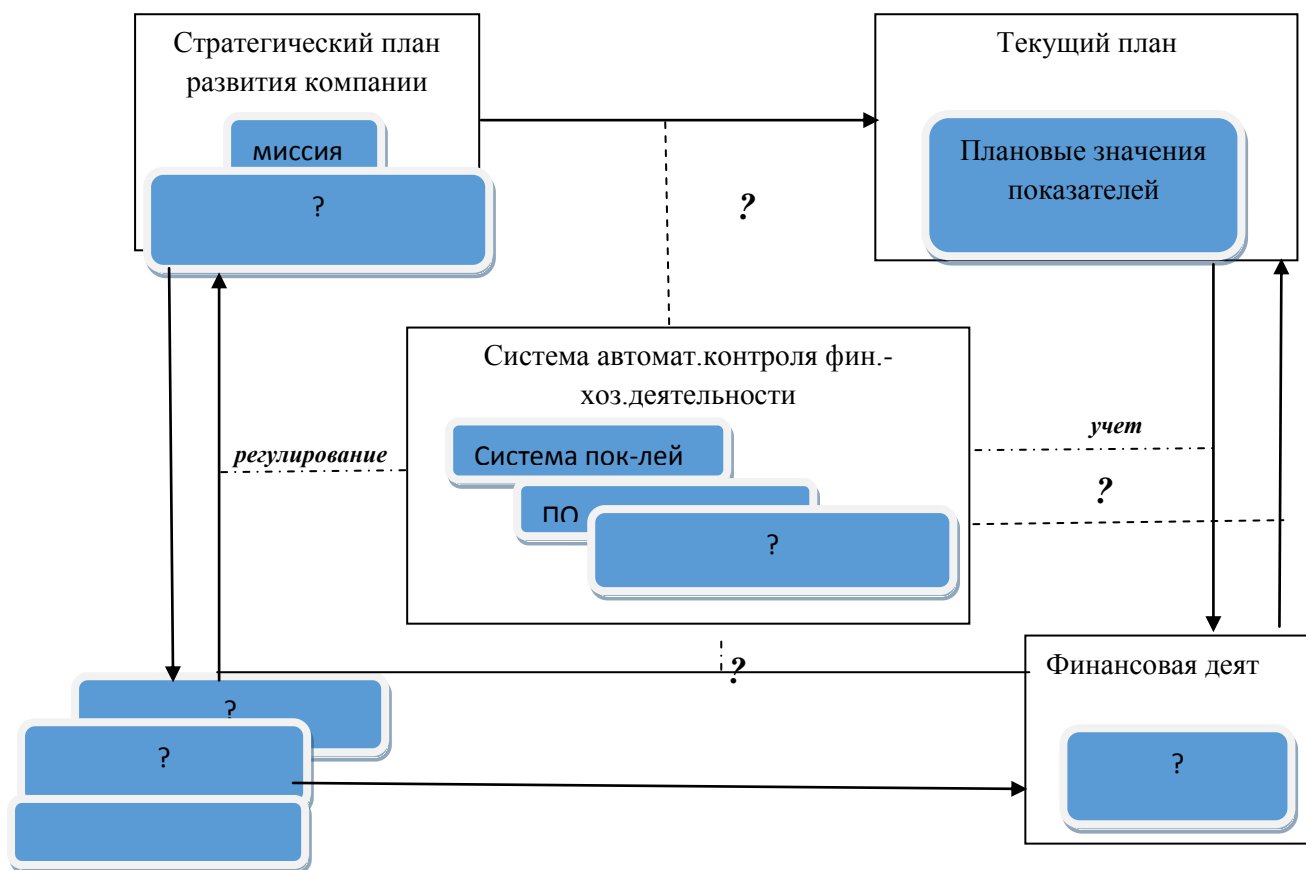 Стратегический план
развития компании
миссия
?
Текущий план
Плановые значения
показателей
?
Система автомат.контроля фин.-
хоз.деятельности
Система пок-лей
ПО
?
регулирование
учет
?
?
?
?
Финансовая деят
?